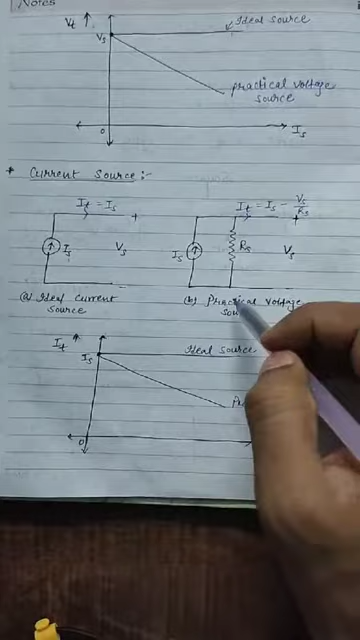 Notes
Vt ↑
Ideal source
Vs
practical voltage
source
0
Is
* Current Source:-
It = Is
It = Is - Vs/Rs
+
+
Is
Vs
Is
Rs
Vs
-
(a) Ideal current
source
(b) Practical voltage
sou
It ↑
Is
Ideal source
0